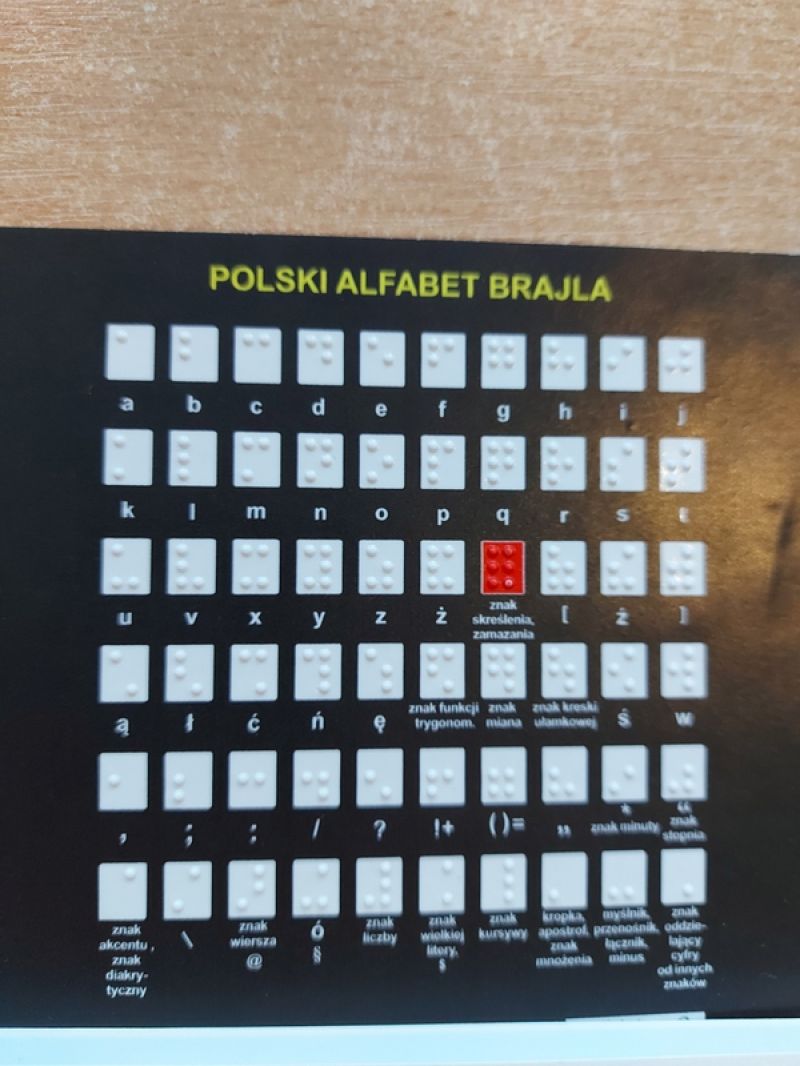 POLSKI ALFABET BRAJLA
a b c d e f g h i j
k l m n o p q r s t
u v x y z ż znak skreślenia, zamazania [ ź ]
ą ł ć ń ę znak funkcji trygonom. znak miana znak kreski ułamkowej ś w
, ; : / ? !+ ( )= „ * znak minuty “ znak stopnia
znak akcentu, znak diakrytyczny \ znak wiersza @ ó § znak liczby znak wielkiej litery, $ znak kursywy kropka, apostrof, znak mnożenia myślnik, przenośnik, łącznik, minus znak oddzielający cyfry od innych znaków